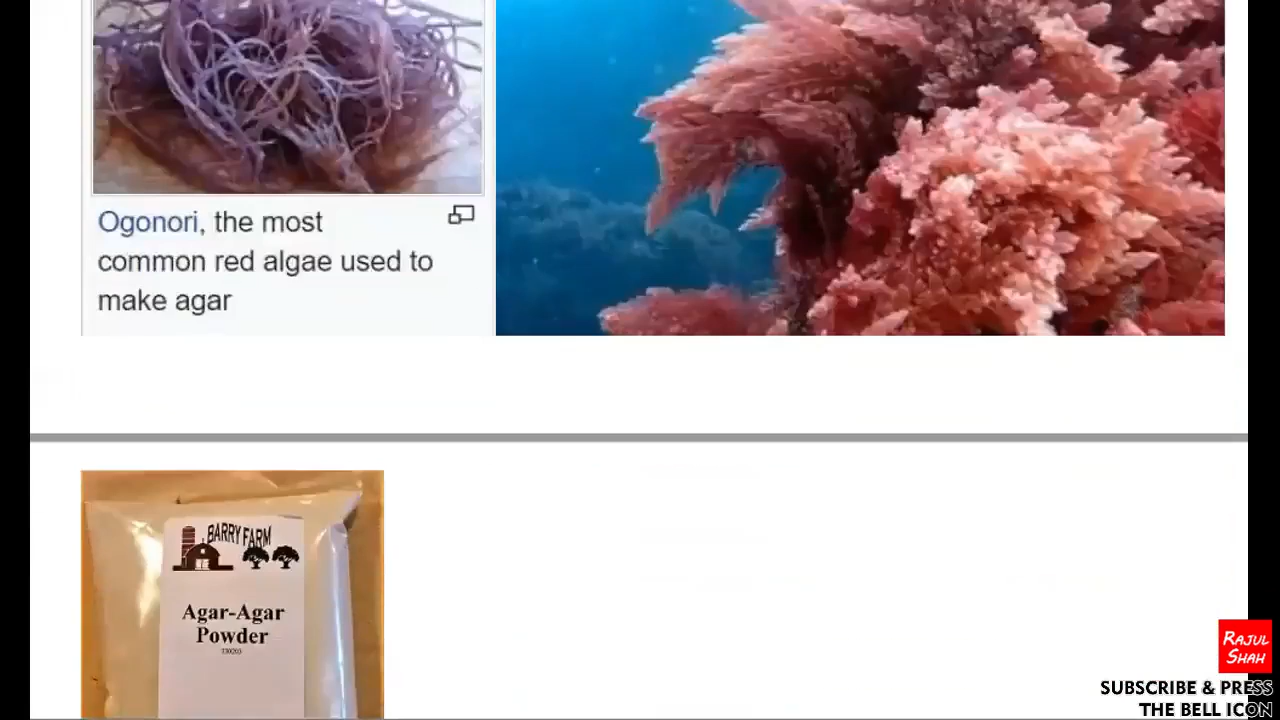 Ogonori, the most
common red algae used to
make agar
BARRY FARM
Agar-Agar
Powder
RAJUL
SHAH
SUBSCRIBE & PRESS
THE BELL ICON